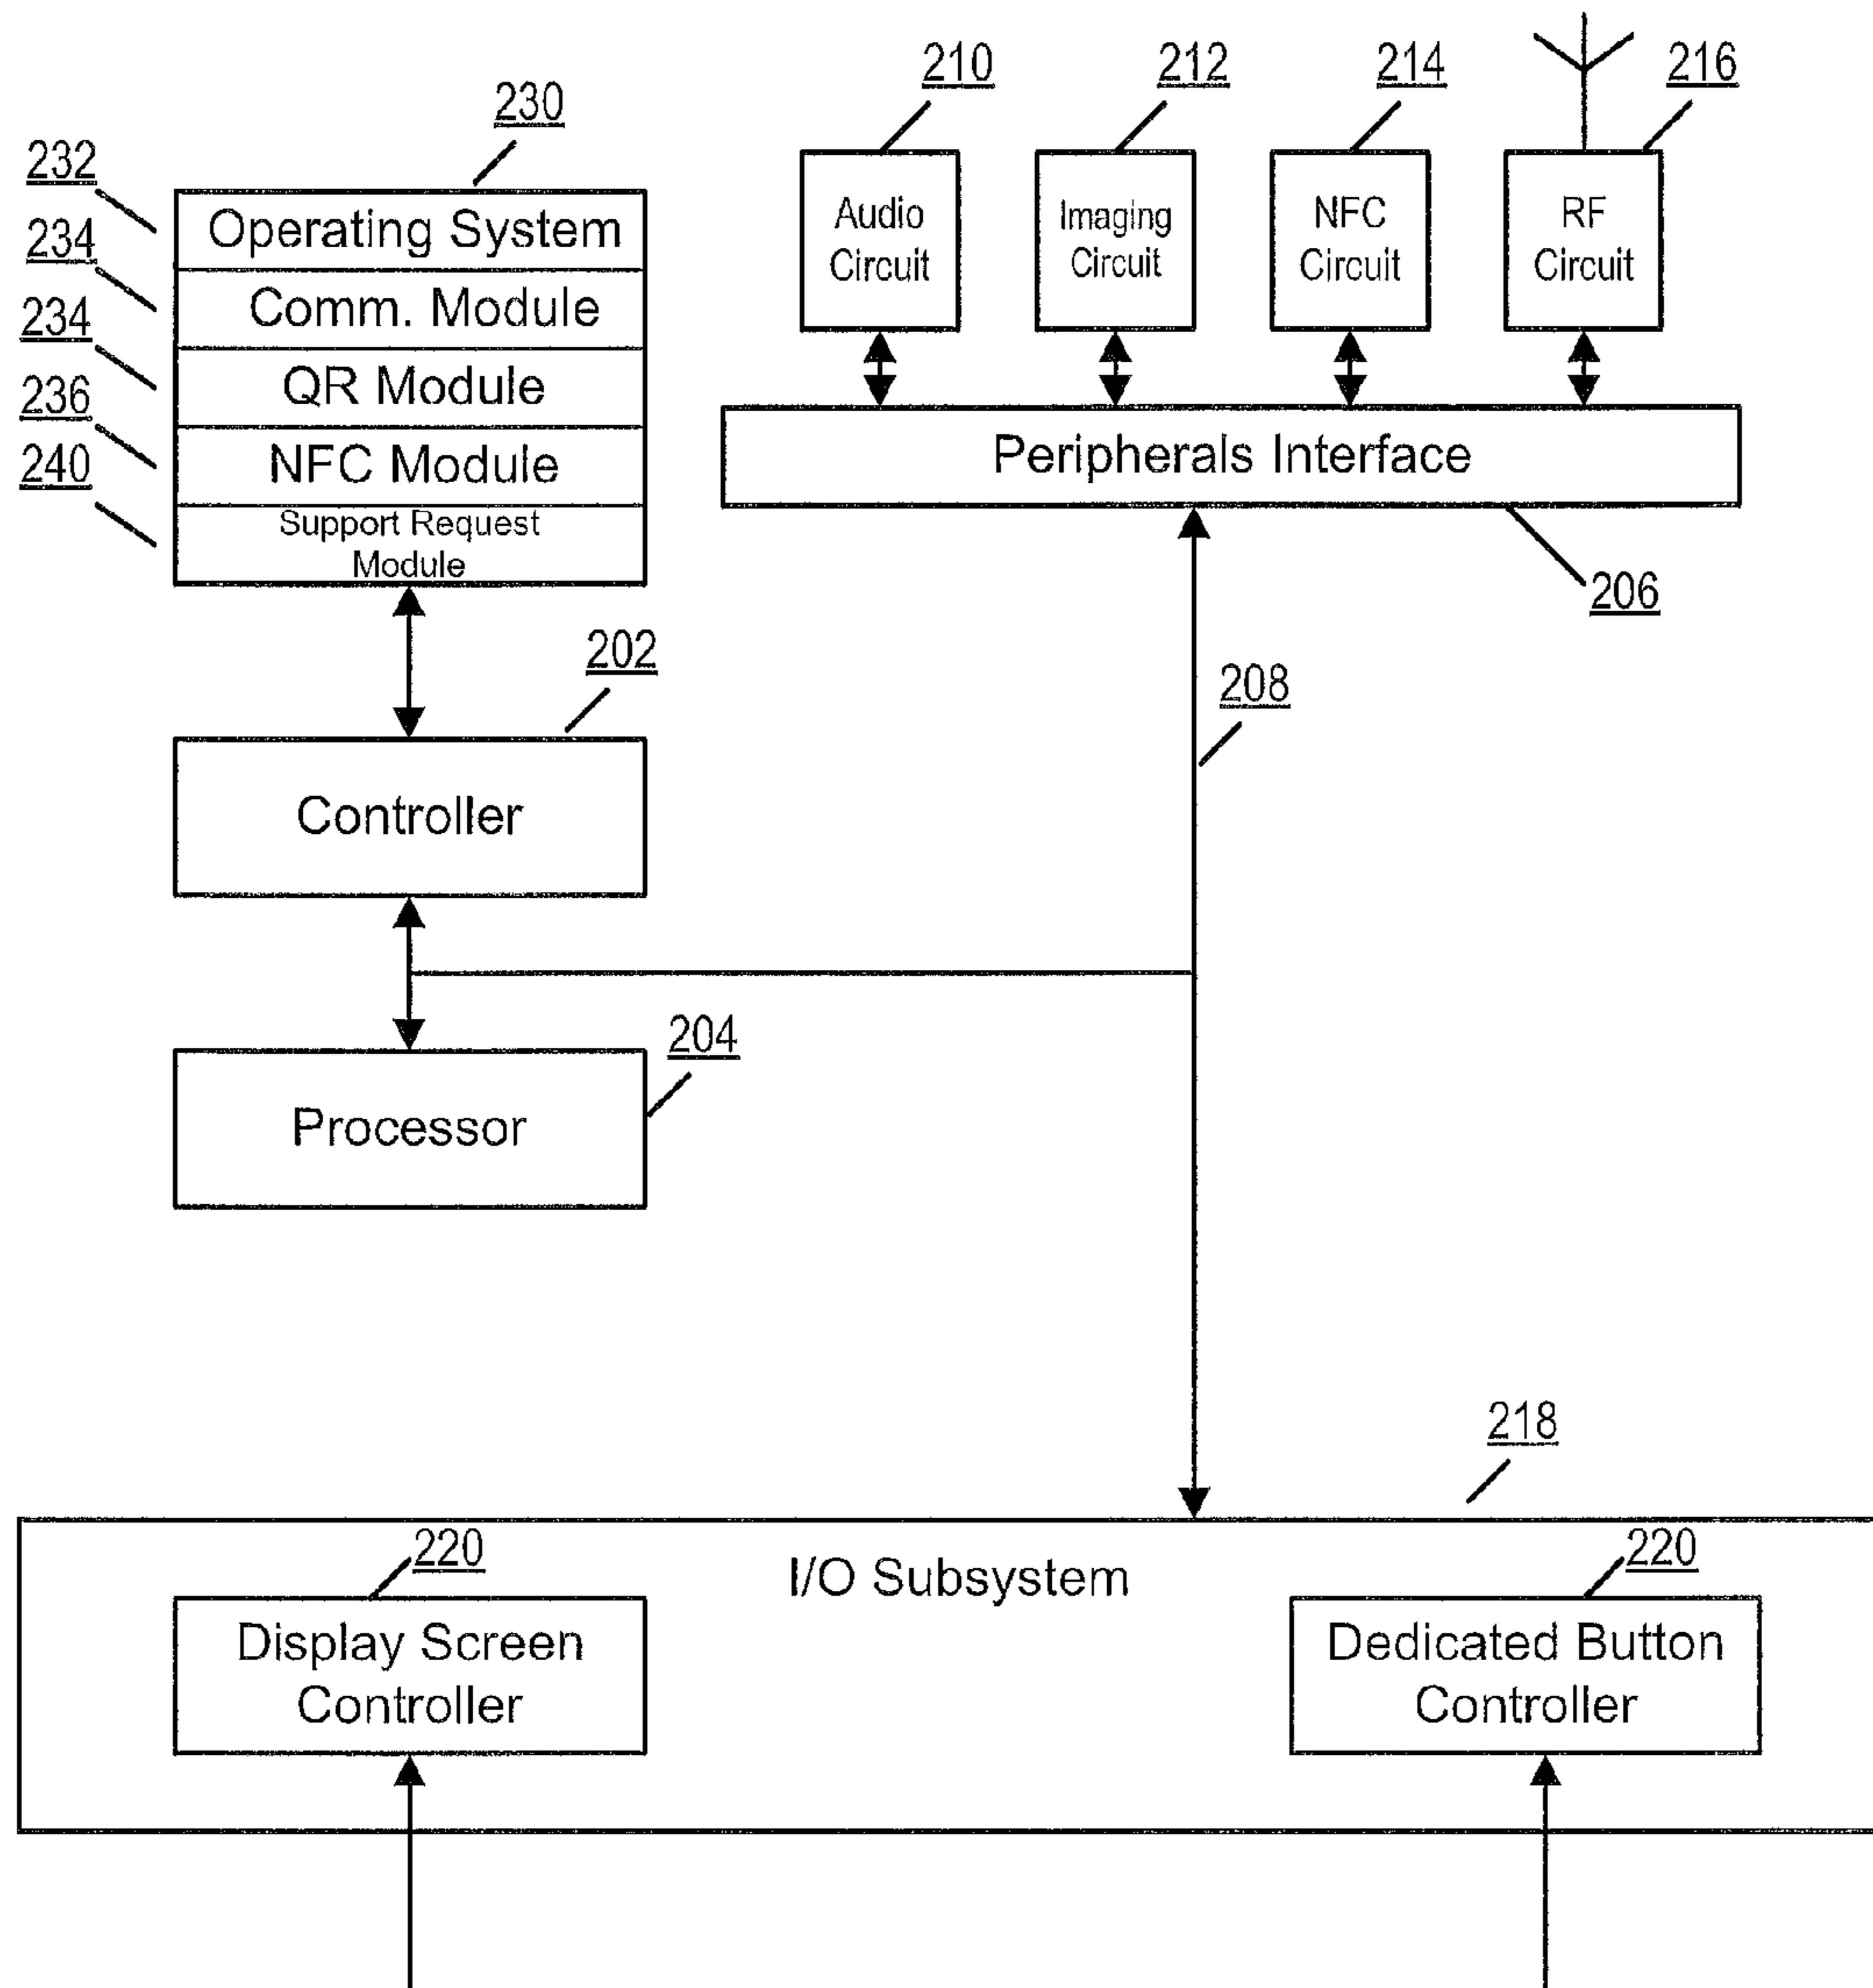 230
232
Operating System
234
Comm. Module
234
QR Module
236
NFC Module
240
Support Request
Module
210
212
214
216
Audio
Circuit
Imaging
Circuit
NFC
Circuit
RF
Circuit
Peripherals Interface
206
202
208
Controller
204
Processor
218
I/O Subsystem
220
Display Screen
Controller
220
Dedicated Button
Controller